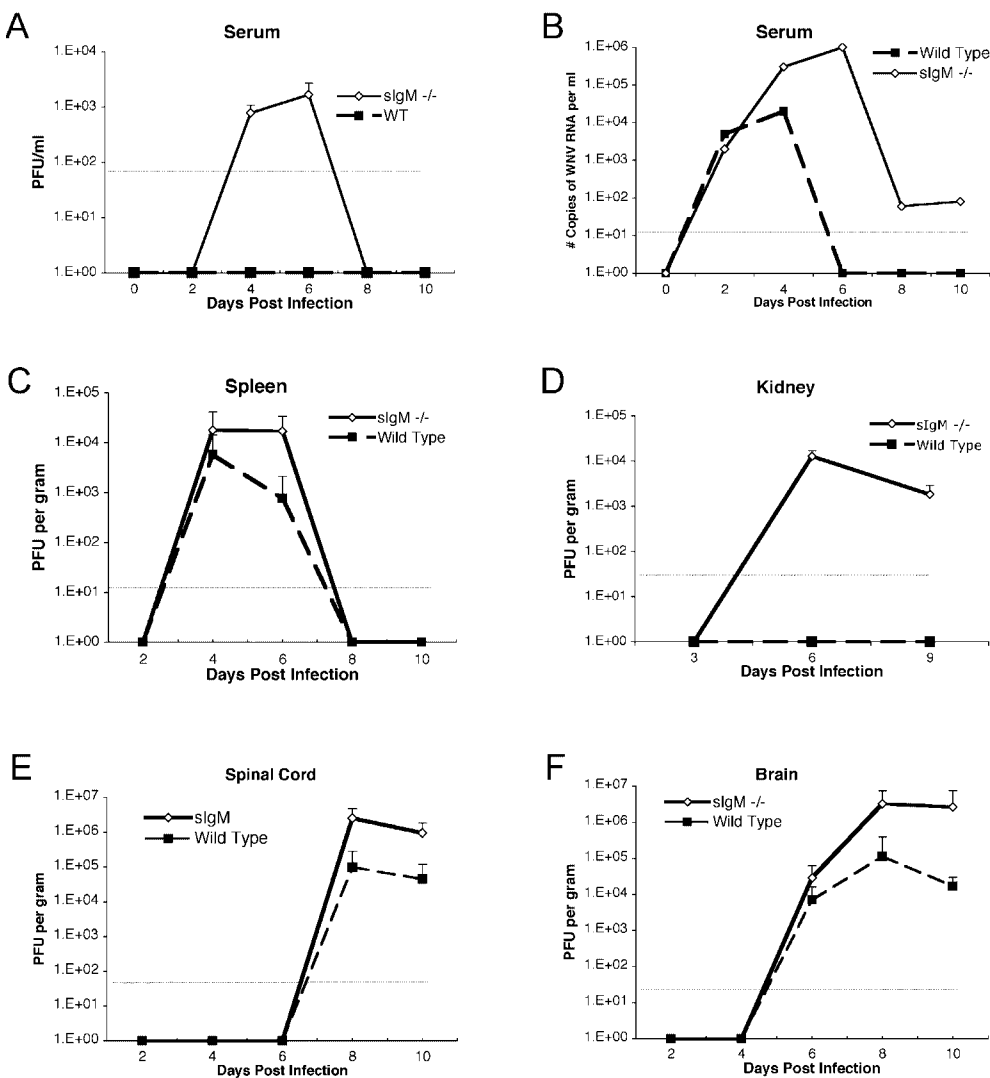 A
Serum
1.E+04
1.E+03
1.E+02
1.E+01
1.E+00
PFU/ml
sIgM -/-
WT
0 2 4 6 8 10
Days Post Infection
B
Serum
1.E+06
1.E+05
1.E+04
1.E+03
1.E+02
1.E+01
1.E+00
# Copies of WNV RNA per ml
Wild Type
sIgM -/-
0 2 4 6 8 10
Days Post Infection
C
Spleen
1.E+05
1.E+04
1.E+03
1.E+02
1.E+01
1.E+00
PFU per gram
sIgM -/-
Wild Type
2 4 6 8 10
Days Post Infection
D
Kidney
1.E+05
1.E+04
1.E+03
1.E+02
1.E+01
1.E+00
PFU per gram
sIgM -/-
Wild Type
3 6 9
Days Post Infection
E
Spinal Cord
1.E+07
1.E+06
1.E+05
1.E+04
1.E+03
1.E+02
1.E+01
1.E+00
PFU per gram
sIgM
Wild Type
2 4 6 8 10
Days Post Infection
F
Brain
1.E+07
1.E+06
1.E+05
1.E+04
1.E+03
1.E+02
1.E+01
1.E+00
PFU per gram
sIgM -/-
Wild Type
2 4 6 8 10
Days Post Infection